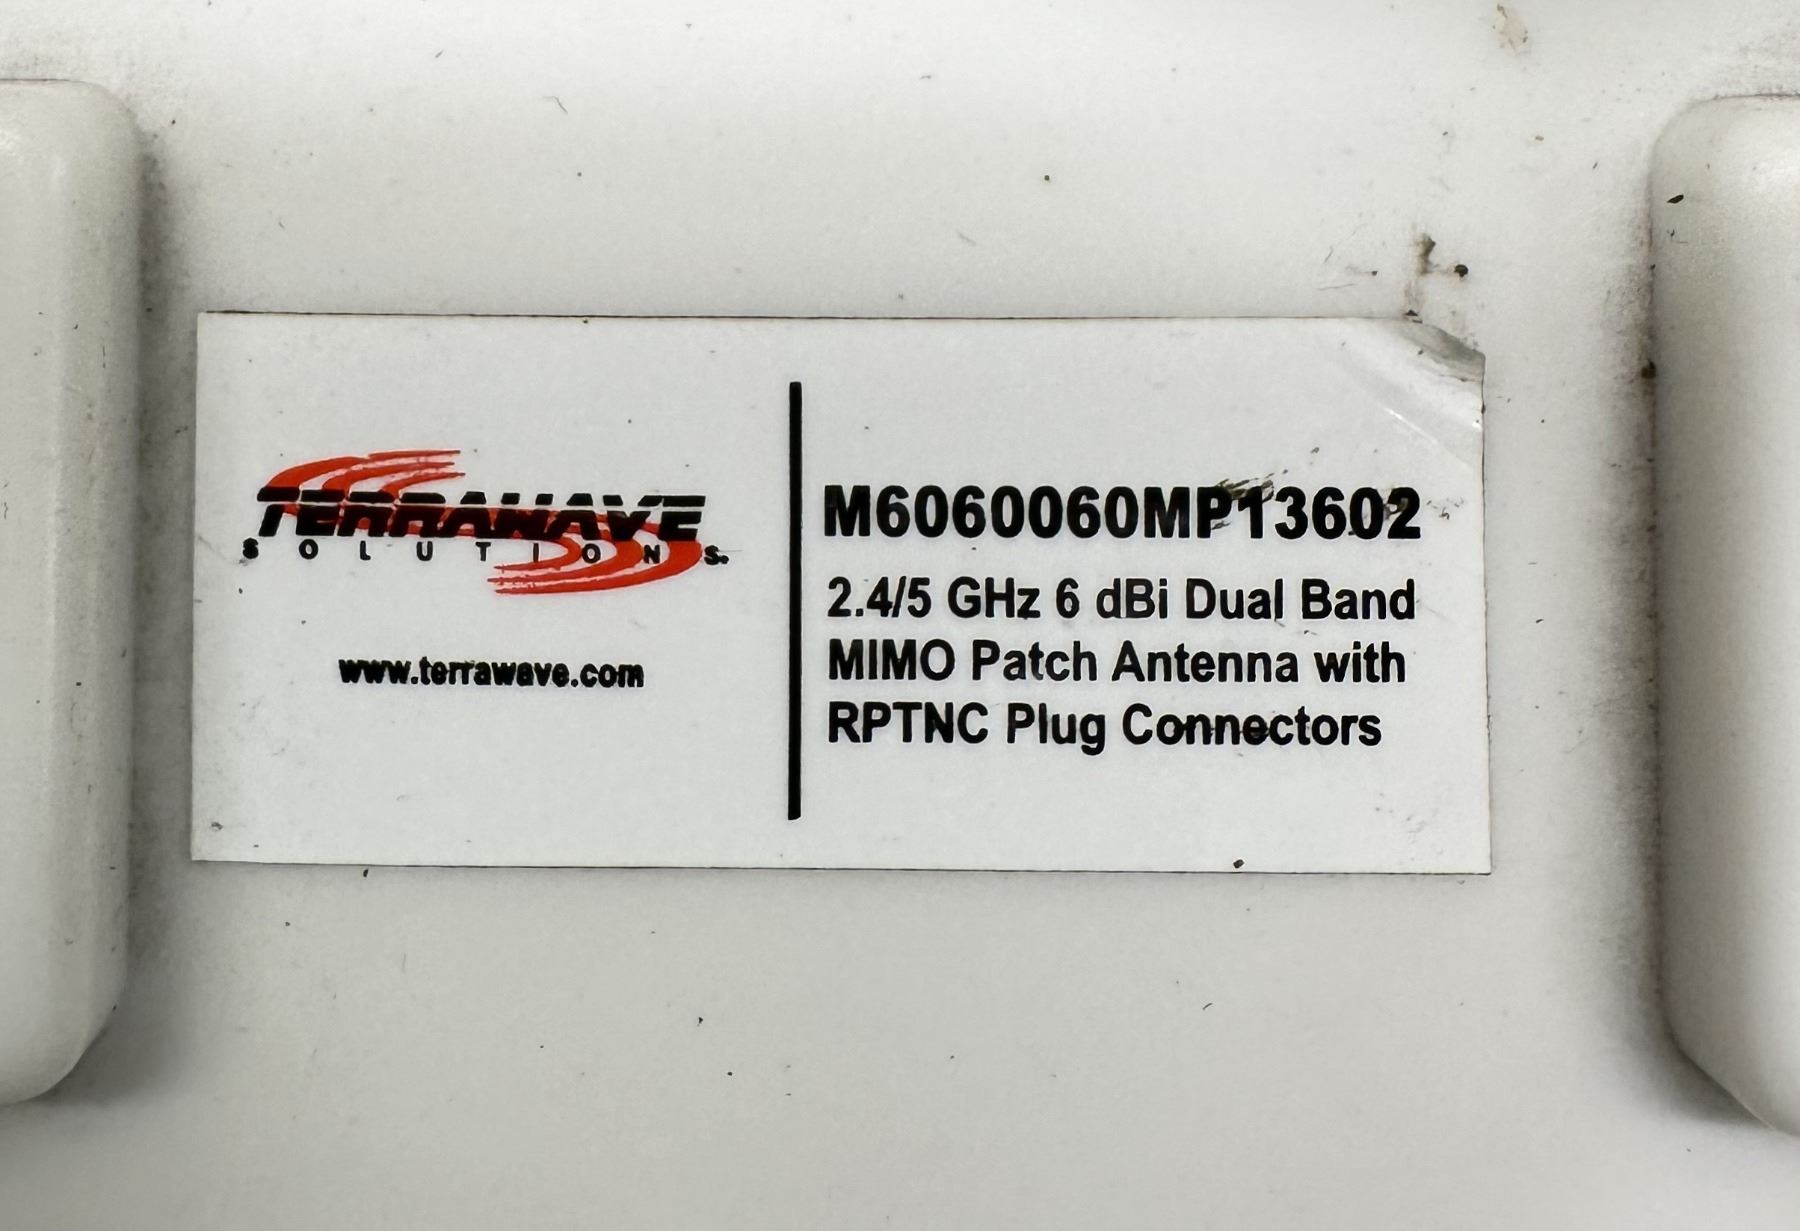 TERRAWAVE
SOLUTIONS.
www.terrawave.com
M6060060MP13602
2.4/5 GHz 6 dBi Dual Band
MIMO Patch Antenna with
RPTNC Plug Connectors